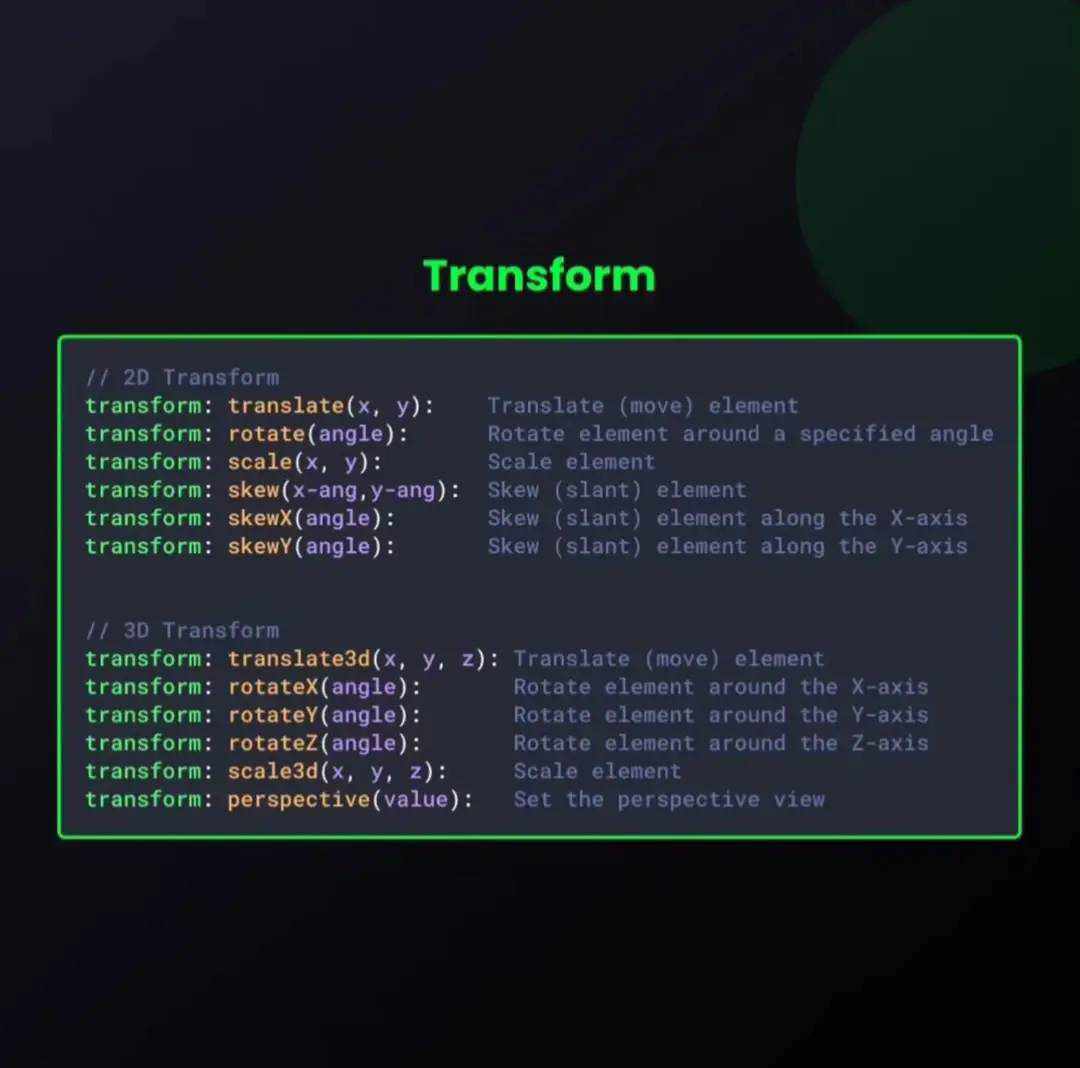 Transform
// 2D Transform
transform: translate(x, y): Translate (move) element
transform: rotate(angle): Rotate element around a specified angle
transform: scale(x, y): Scale element
transform: skew(x-ang,y-ang): Skew (slant) element
transform: skewX(angle): Skew (slant) element along the X-axis
transform: skewY(angle): Skew (slant) element along the Y-axis
// 3D Transform
transform: translate3d(x, y, z): Translate (move) element
transform: rotateX(angle): Rotate element around the X-axis
transform: rotateY(angle): Rotate element around the Y-axis
transform: rotateZ(angle): Rotate element around the Z-axis
transform: scale3d(x, y, z): Scale element
transform: perspective(value): Set the perspective view